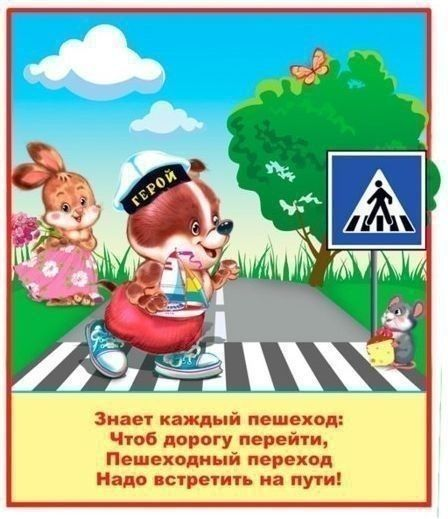 ГЕРОЙ
Знает каждый пешеход:
Чтоб дорогу перейти,
Пешеходный переход
Надо встретить на пути!